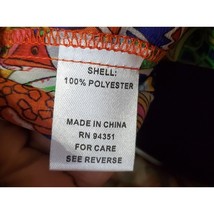 SHELL:
100% POLYESTER
MADE IN CHINA
RN 94351
FOR CARE
SEE REVERSE